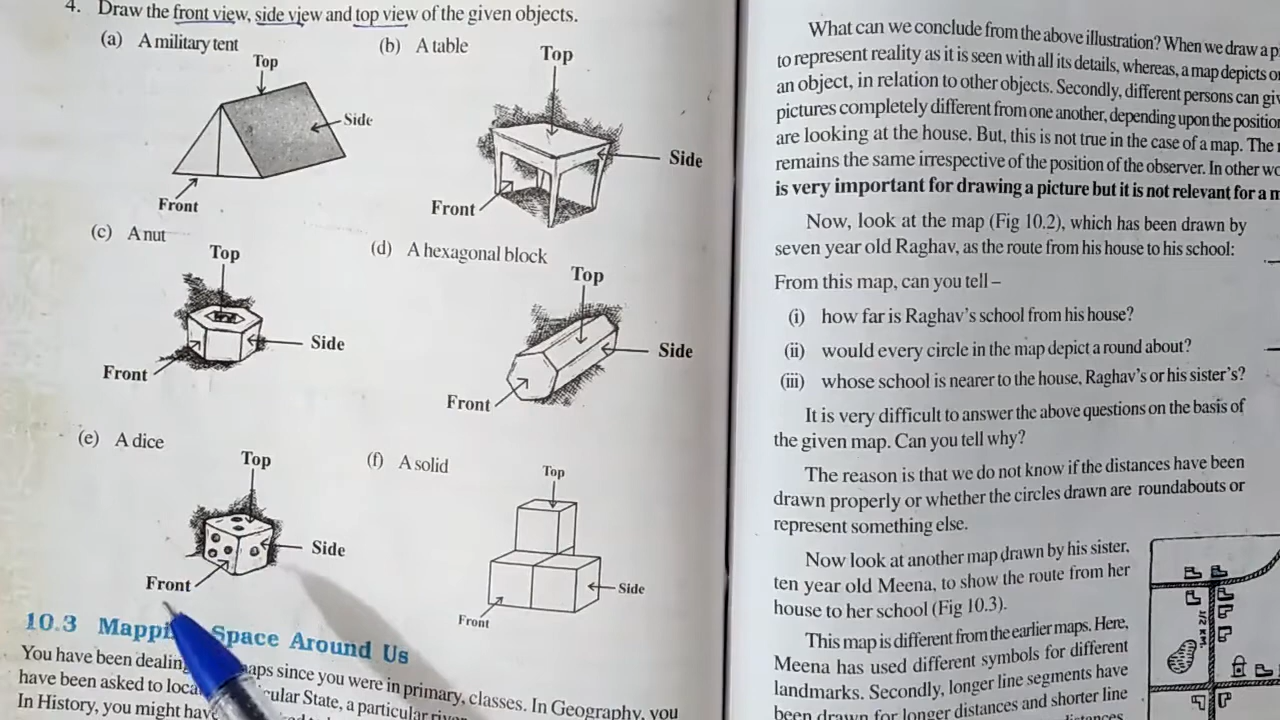 4. Draw the front view, side view and top view of the given objects.
(a) A military tent
(b) A table
Top
Side
Front
Top
Side
Front
(c) A nut
(d) A hexagonal block
Top
Side
Front
Top
Side
Front
(e) A dice
(f) A solid
Top
Side
Front
Top
Side
Front
10.3 Space Around Us
You have been since you were in primary, classes. In Geography, you
have been asked to State, a particular
In History, you might have
What can we conclude from the above illustration? When we draw a
to represent reality as it is seen with all its details, whereas, a map depicts
an object, in relation to other objects. Secondly, different persons can
pictures completely different from one another, depending upon the
are looking at the house. But, this is not true in the case of a map. The
remains the same irrespective of the position of the observer. In other
is very important for drawing a picture but it is not relevant for a
Now, look at the map (Fig 10.2), which has been drawn by
seven year old Raghav, as the route from his house to his school:
From this map, can you tell –
(i) how far is Raghav's school from his house?
(ii) would every circle in the map depict a round about?
(iii) whose school is nearer to the house, Raghav's or his sister's?
It is very difficult to answer the above questions on the basis of
the given map. Can you tell why?
The reason is that we do not know if the distances have been
drawn properly or whether the circles drawn are roundabouts or
represent something else.
Now look at another map drawn by his sister,
ten year old Meena, to show the route from her
house to her school (Fig 10.3).
This map is different from the earlier maps. Here,
Meena has used different symbols for different
landmarks. Secondly, longer line segments have
been drawn for longer distances and shorter line
1/2 KM.